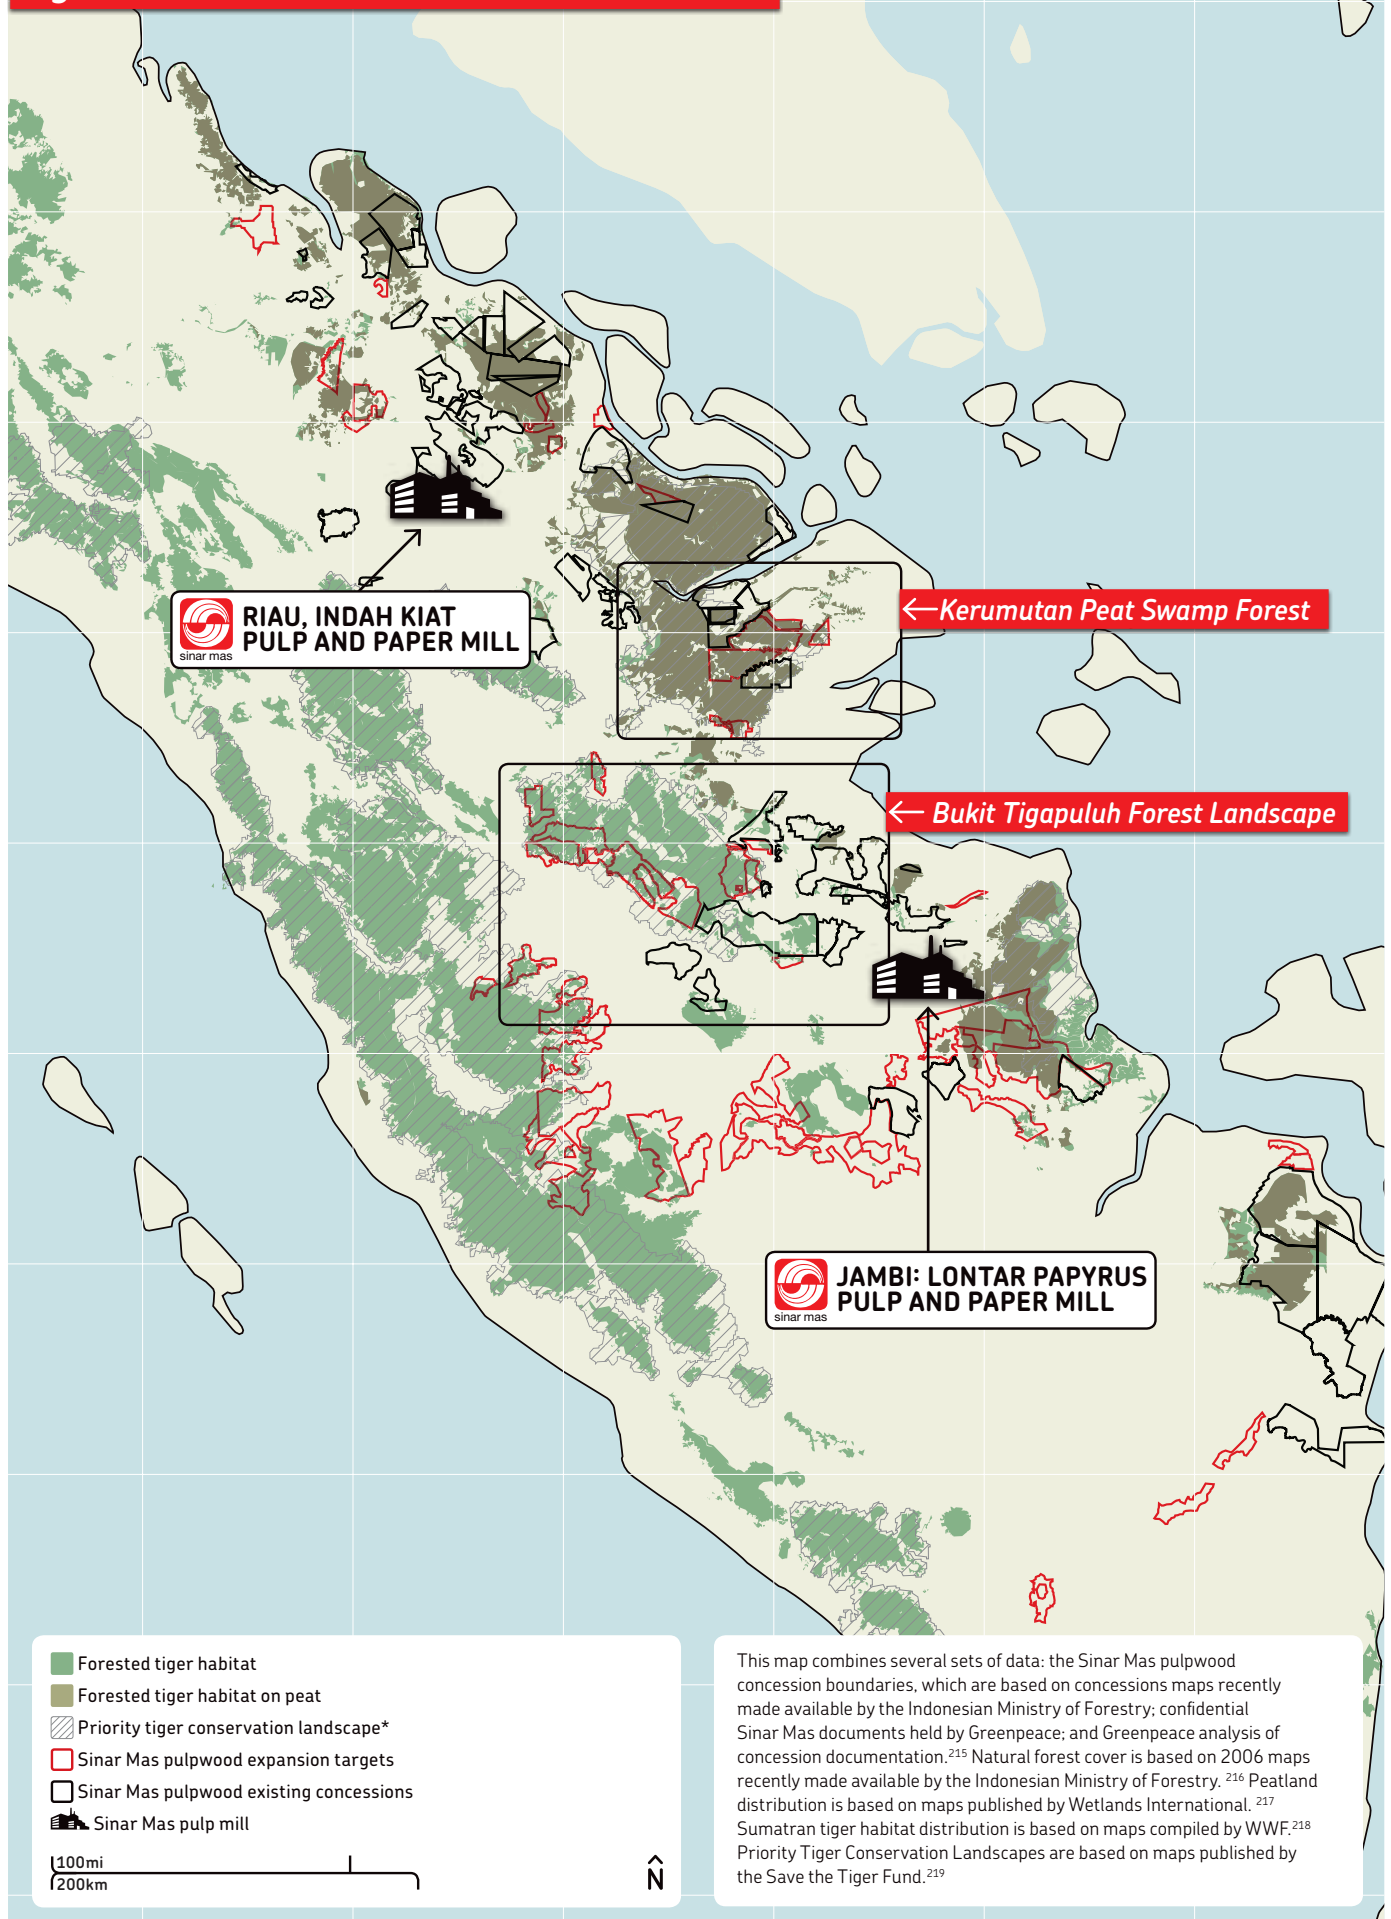 RIAU, INDAH KIAT
PULP AND PAPER MILL
sinar mas
←Kerumutan Peat Swamp Forest
← Bukit Tigapuluh Forest Landscape
JAMBI: LONTAR PAPYRUS
PULP AND PAPER MILL
sinar mas
Forested tiger habitat
Forested tiger habitat on peat
Priority tiger conservation landscape*
Sinar Mas pulpwood expansion targets
Sinar Mas pulpwood existing concessions
Sinar Mas pulp mill
100mi
200km
N
This map combines several sets of data: the Sinar Mas pulpwood
concession boundaries, which are based on concessions maps recently
made available by the Indonesian Ministry of Forestry; confidential
Sinar Mas documents held by Greenpeace; and Greenpeace analysis of
concession documentation.215 Natural forest cover is based on 2006 maps
recently made available by the Indonesian Ministry of Forestry. 216 Peatland
distribution is based on maps published by Wetlands International. 217
Sumatran tiger habitat distribution is based on maps compiled by WWF.218
Priority Tiger Conservation Landscapes are based on maps published by
the Save the Tiger Fund.219